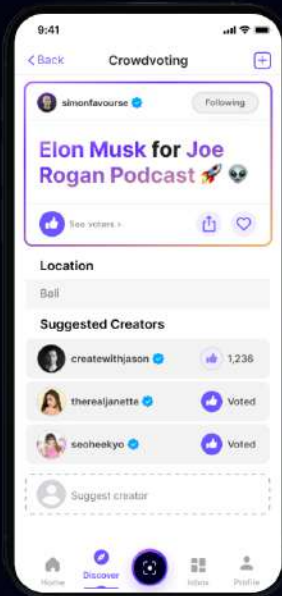 9:41
Back Crowdvoting
simonfavourse Following
Elon Musk for Joe
Rogan Podcast 🚀 👽
See voters >
Location
Bali
Suggested Creators
createwithjason 1,236
therealjanette Voted
seoheekyo Voted
Suggest creator
Home Discover Inbox Profile